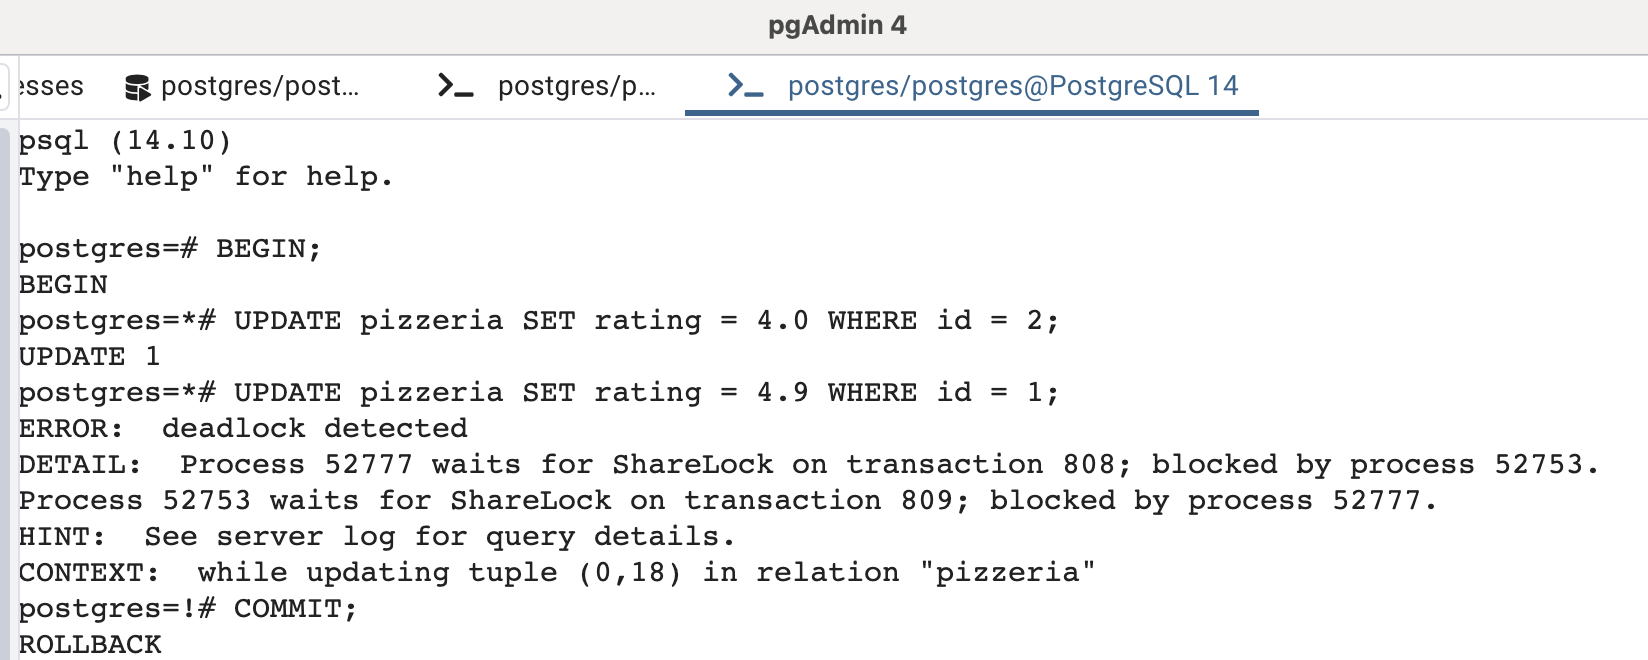 pgAdmin 4
esses postgres/post... postgres/p... postgres/postgres@PostgreSQL 14
psql (14.10)
Type "help" for help.
postgres=# BEGIN;
BEGIN
postgres=*# UPDATE pizzeria SET rating = 4.0 WHERE id = 2;
UPDATE 1
postgres=*# UPDATE pizzeria SET rating = 4.9 WHERE id = 1;
ERROR:  deadlock detected
DETAIL:  Process 52777 waits for ShareLock on transaction 808; blocked by process 52753.
Process 52753 waits for ShareLock on transaction 809; blocked by process 52777.
HINT:  See server log for query details.
CONTEXT:  while updating tuple (0,18) in relation "pizzeria"
postgres=!# COMMIT;
ROLLBACK